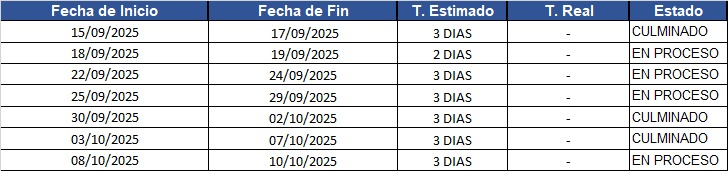 Fecha de Inicio Fecha de Fin T. Estimado T. Real Estado
15/09/2025 17/09/2025 3 DIAS - CULMINADO
18/09/2025 19/09/2025 2 DIAS - EN PROCESO
22/09/2025 24/09/2025 3 DIAS - EN PROCESO
25/09/2025 29/09/2025 3 DIAS - EN PROCESO
30/09/2025 02/10/2025 3 DIAS - CULMINADO
03/10/2025 07/10/2025 3 DIAS - CULMINADO
08/10/2025 10/10/2025 3 DIAS - EN PROCESO